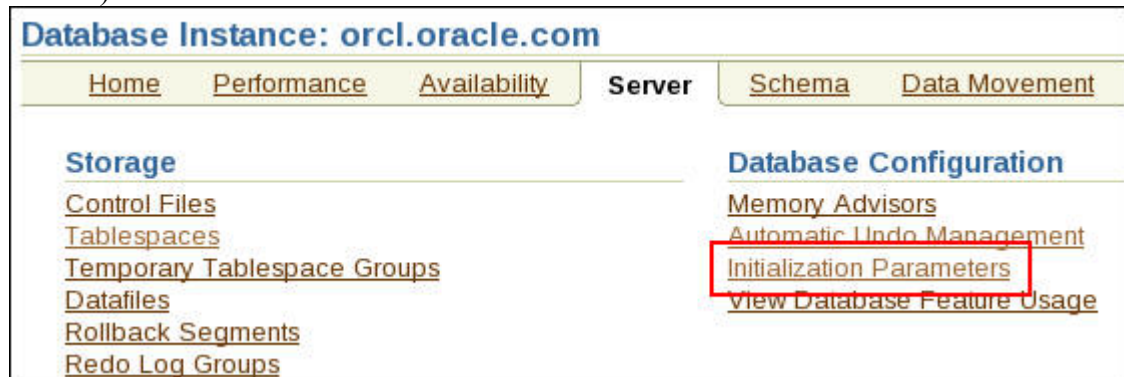 Database Instance: orcl.oracle.com
Home Performance Availability Server Schema Data Movement
Storage
Control Files
Tablespaces
Temporary Tablespace Groups
Datafiles
Rollback Segments
Redo Log Groups
Database Configuration
Memory Advisors
Automatic Undo Management
Initialization Parameters
View Database Feature Usage